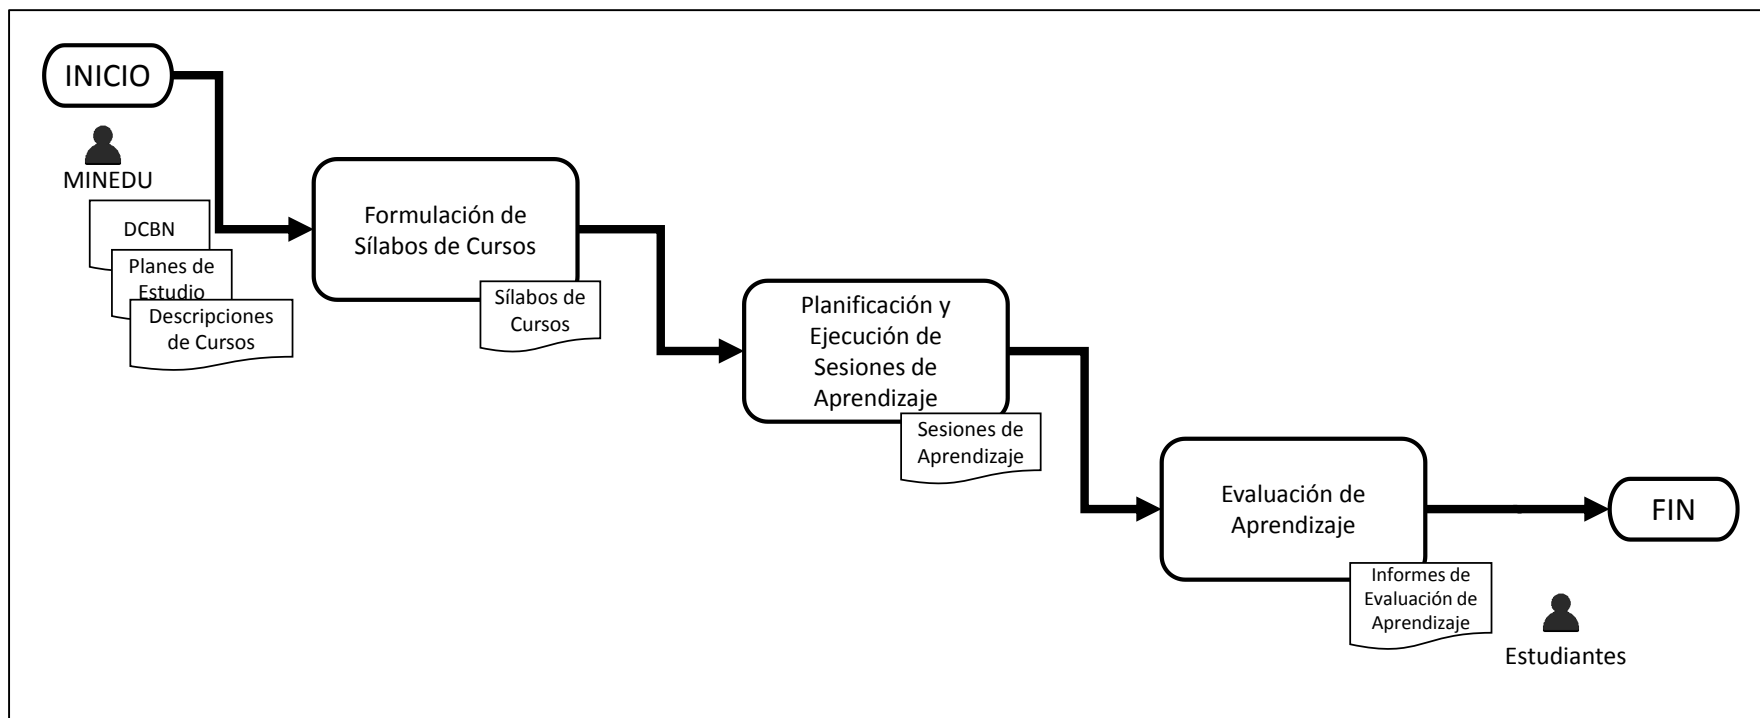 INICIO
MINEDU
DCBN
Planes de
Estudio
Descripciones
de Cursos
Formulación de
Sílabos de Cursos
Sílabos de
Cursos
Planificación y
Ejecución de
Sesiones de
Aprendizaje
Sesiones de
Aprendizaje
Evaluación de
Aprendizaje
Informes de
Evaluación de
Aprendizaje
FIN
Estudiantes